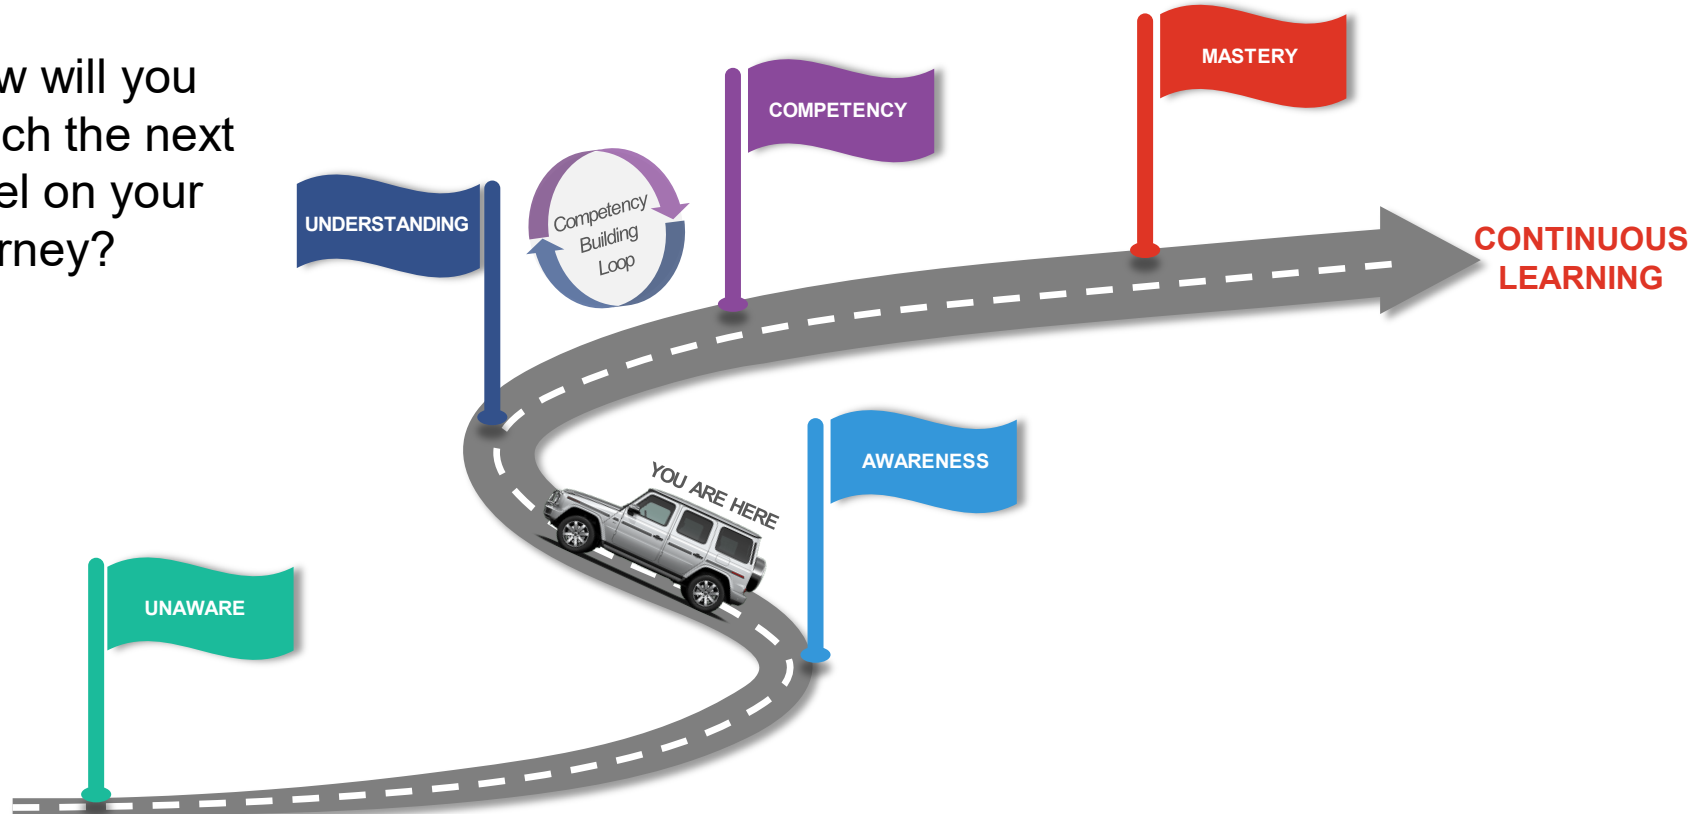 w will you
ch the next
el on your
rney?
MASTERY
COMPETENCY
UNDERSTANDING
Competency
Building
Loop
CONTINUOUS
LEARNING
AWARENESS
YOU ARE HERE
UNAWARE